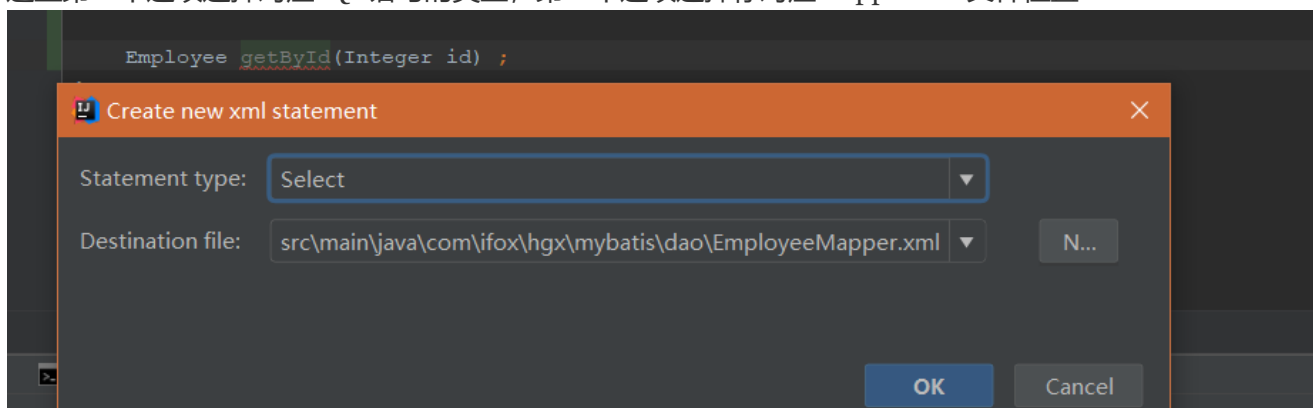 Employee getById(Integer id) ;
Create new xml statement
Statement type: Select
Destination file: src\main\java\com\ifox\hgx\mybatis\dao\EmployeeMapper.xml N...
OK Cancel